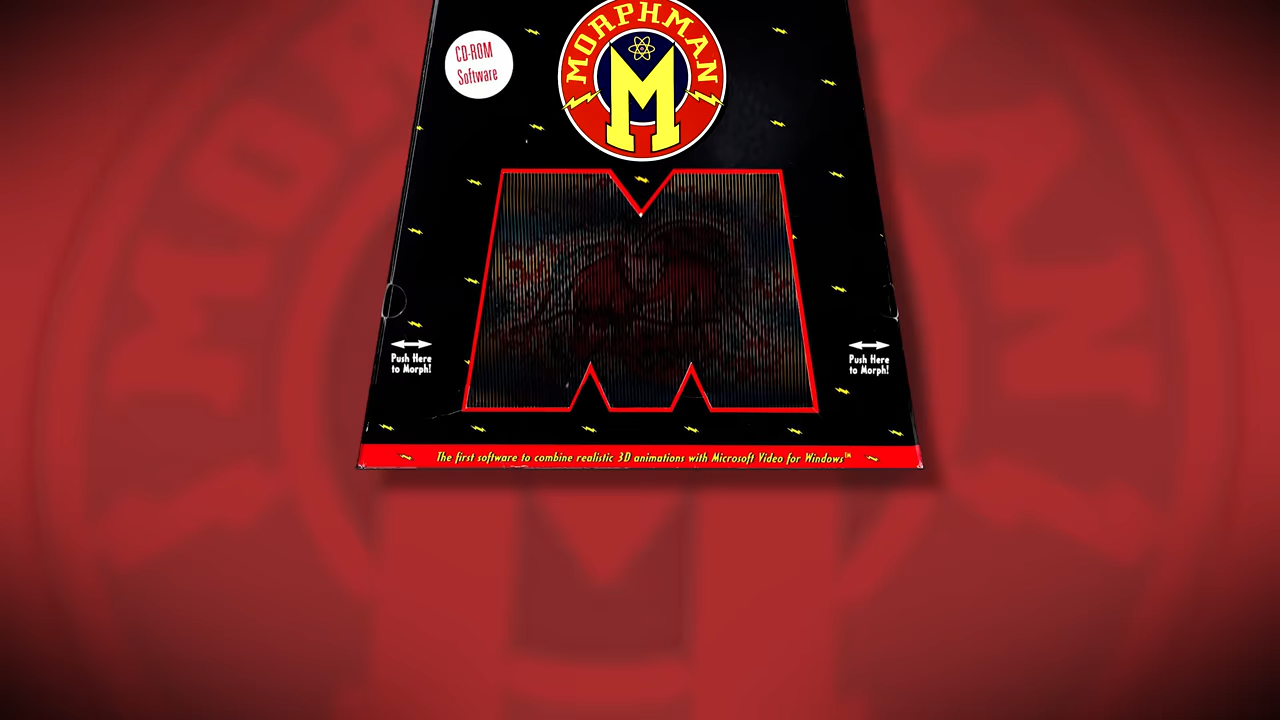 MORPHMAN
M
CD-ROM
Software
Push Here
to Morph!
Push Here
to Morph!
The first software to combine realistic 3D animations with Microsoft Video for Windows™